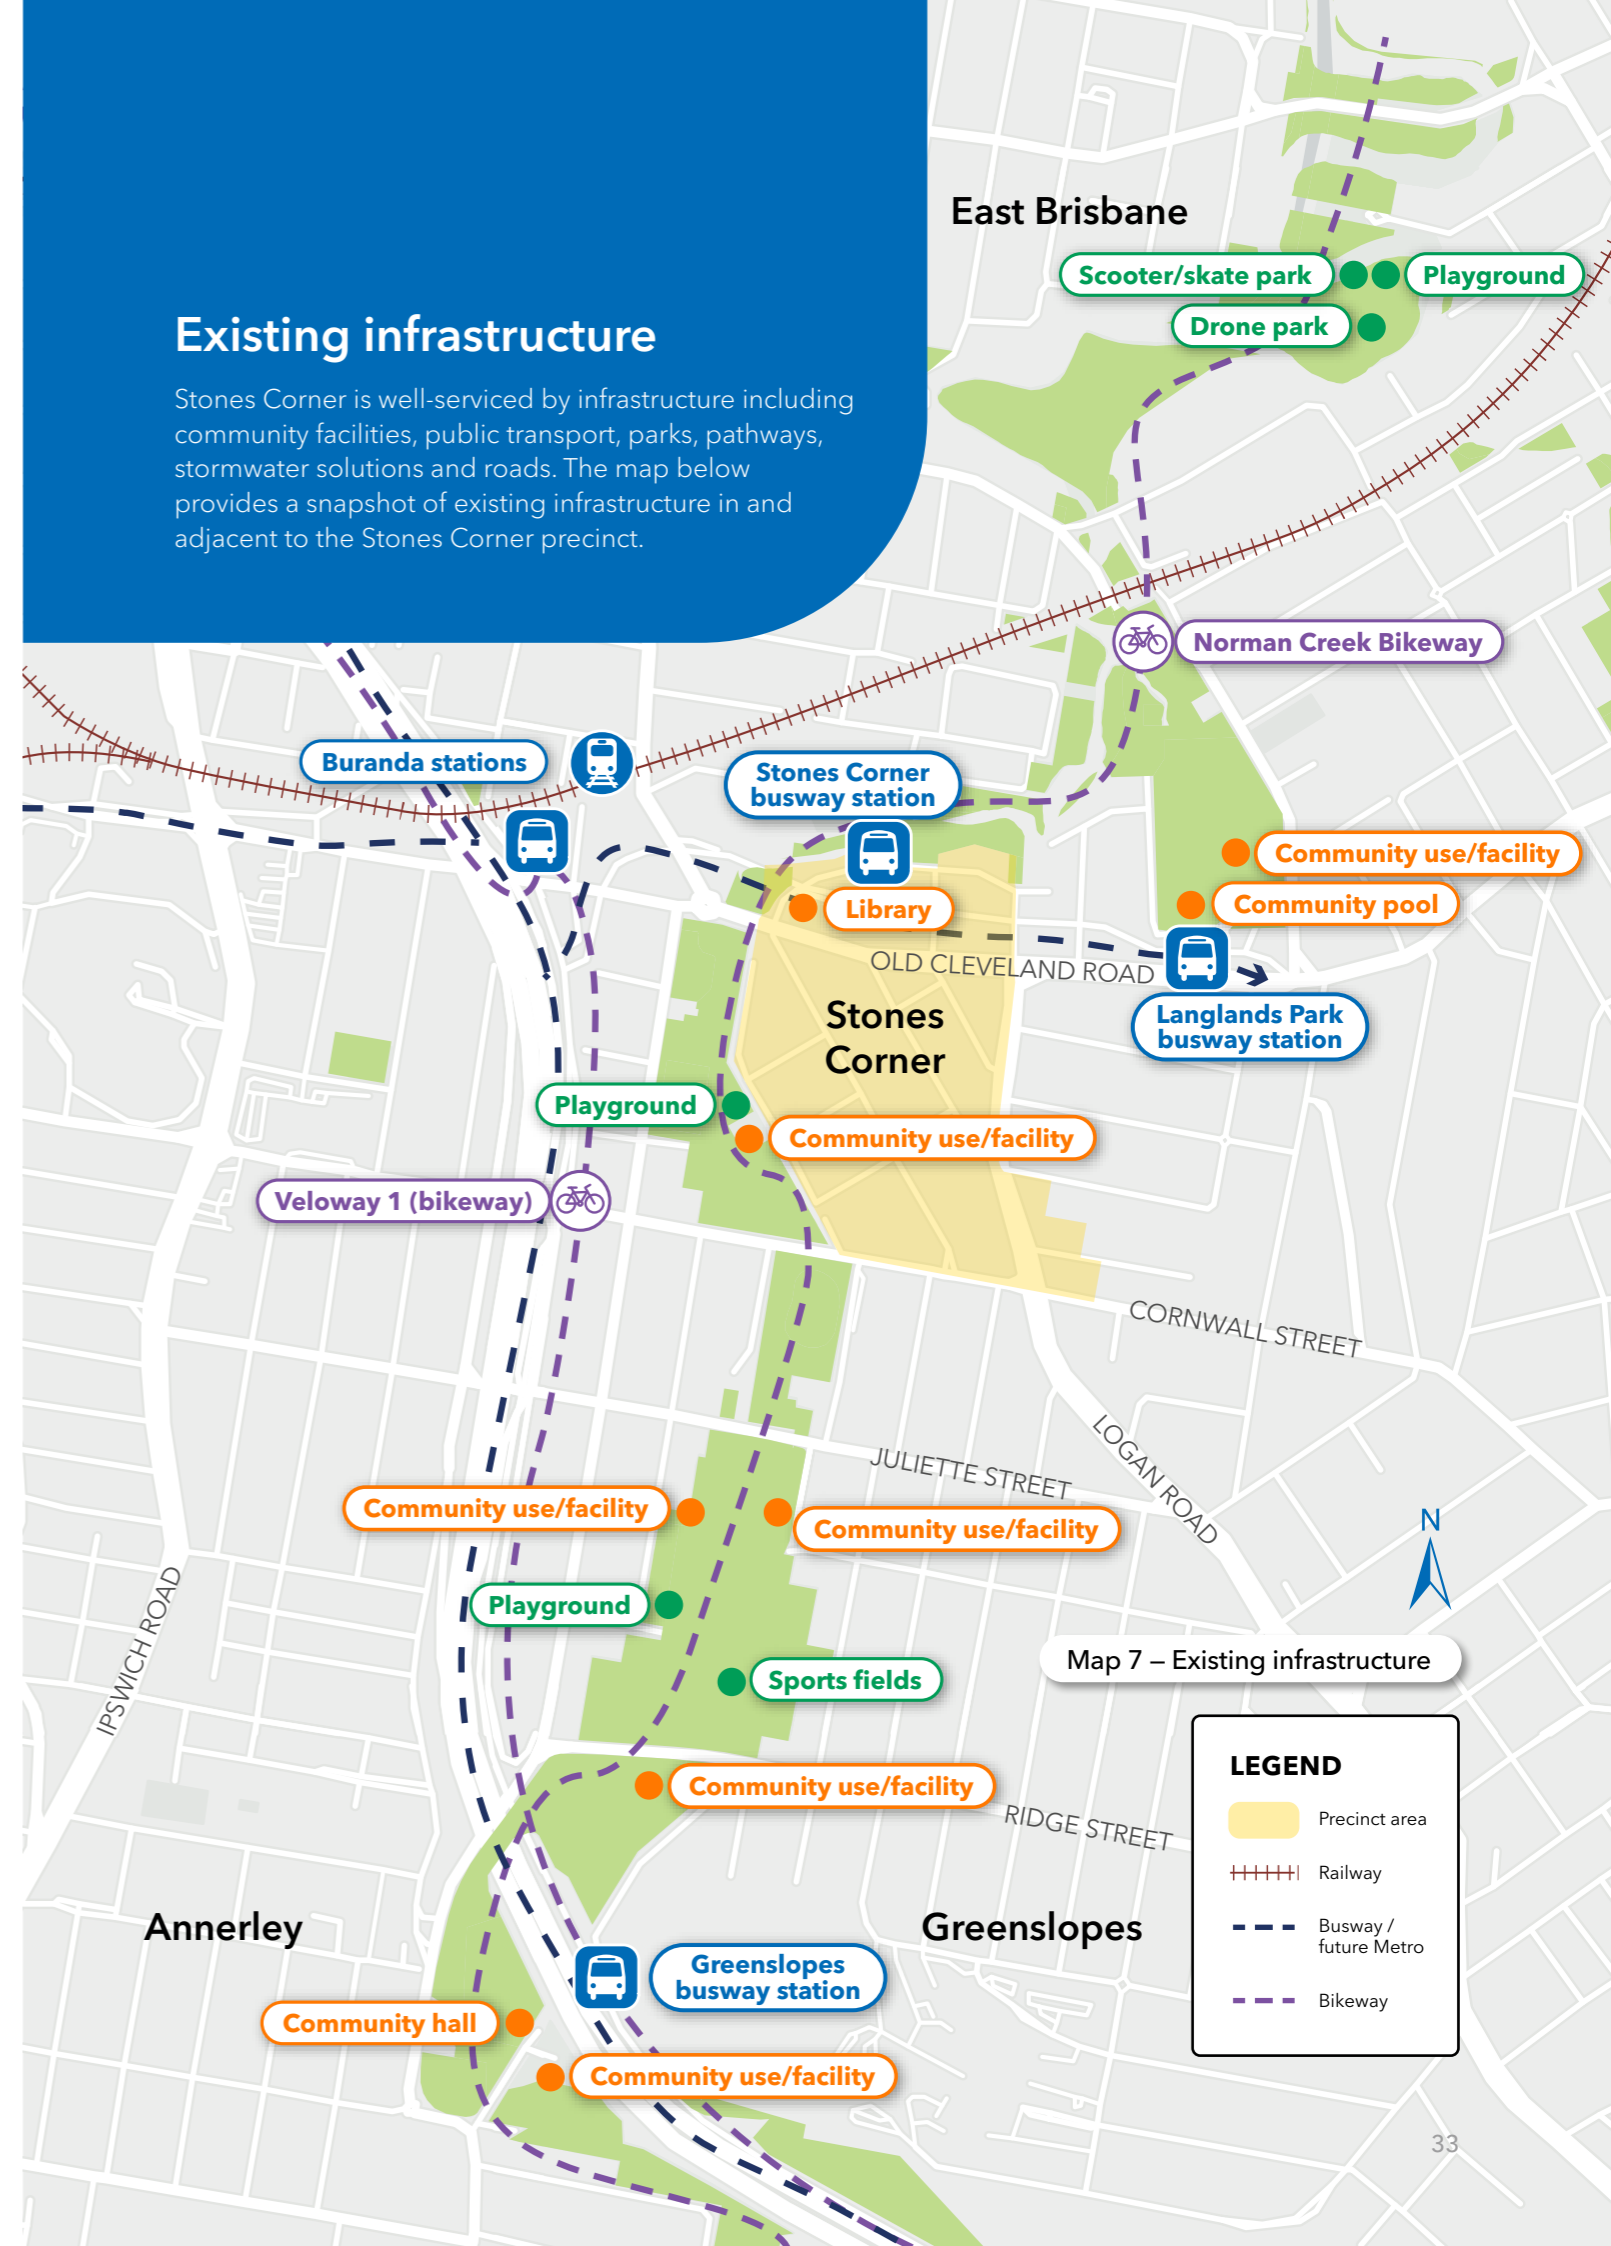 Existing infrastructure
Stones Corner is well-serviced by infrastructure including
community facilities, public transport, parks, pathways,
stormwater solutions and roads. The map below
provides a snapshot of existing infrastructure in and
adjacent to the Stones Corner precinct.
East Brisbane
Scooter/skate park
Playground
Drone park
Norman Creek Bikeway
Buranda stations
Stones Corner
busway station
Community use/facility
Community pool
Library
OLD CLEVELAND ROAD
Langlands Park
busway station
Stones
Corner
Playground
Community use/facility
Veloway 1 (bikeway)
CORNWALL STREET
LOGAN ROAD
JULIETTE STREET
Community use/facility
Community use/facility
N
IPSWICH ROAD
Playground
Map 7 – Existing infrastructure
Sports fields
Community use/facility
RIDGE STREET
LEGEND
Precinct area
Railway
Busway /
future Metro
Bikeway
Annerley
Greenslopes
Greenslopes
busway station
Community hall
Community use/facility
33